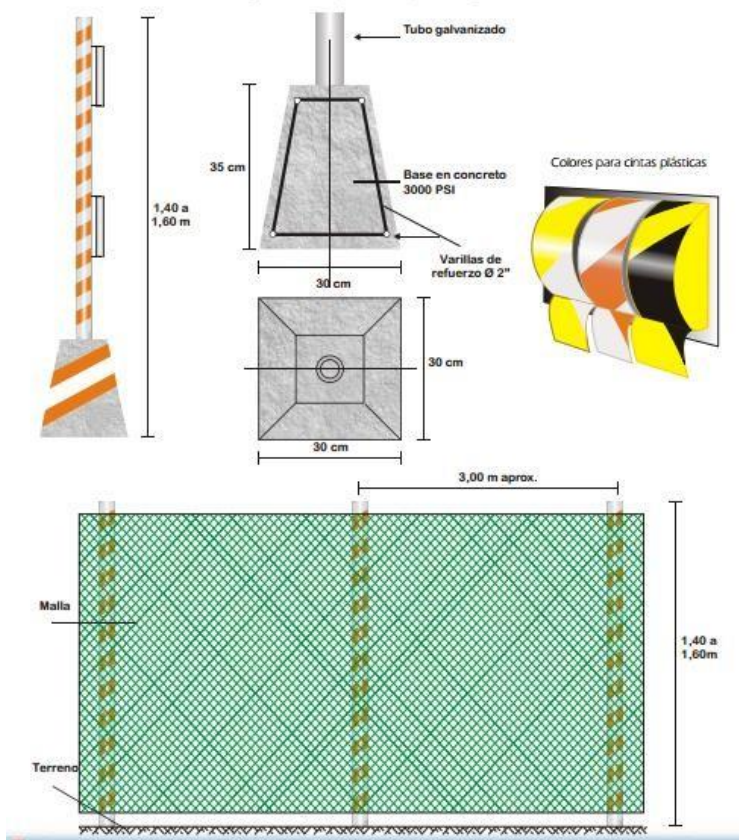 Tubo galvanizado
35 cm
Base en concreto
3000 PSI
Varillas de
refuerzo Ø 2"
30 cm
1,40 a
1,60 m
Colores para cintas plásticas
30 cm
30 cm
3,00 m aprox.
Malla
1,40 a
1,60m
Terreno